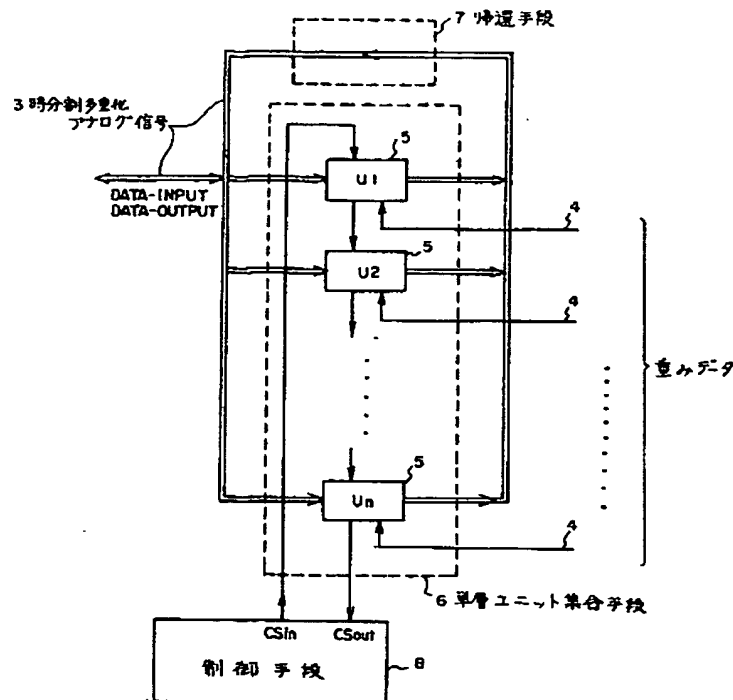 7 帰還手段
3 時分割多重化
アナログ信号
DATA-INPUT
DATA-OUTPUT
5
U1
4
5
U2
4
重みデータ
5
Un
4
6 単層ユニット集合手段
CSin
CSout
制御手段
8